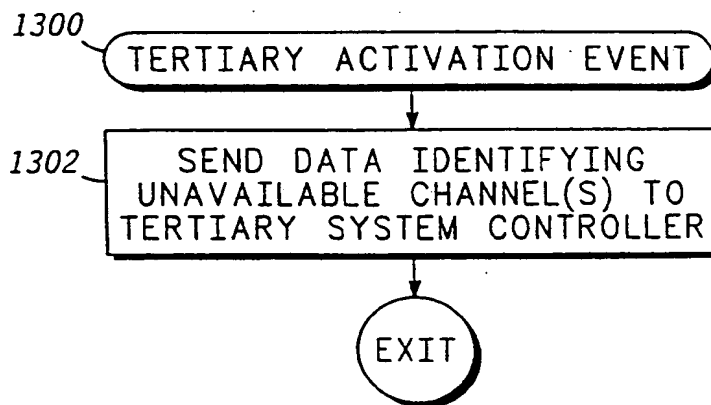 1300
TERTIARY ACTIVATION EVENT
1302
SEND DATA IDENTIFYING
UNAVAILABLE CHANNEL(S) TO
TERTIARY SYSTEM CONTROLLER
EXIT